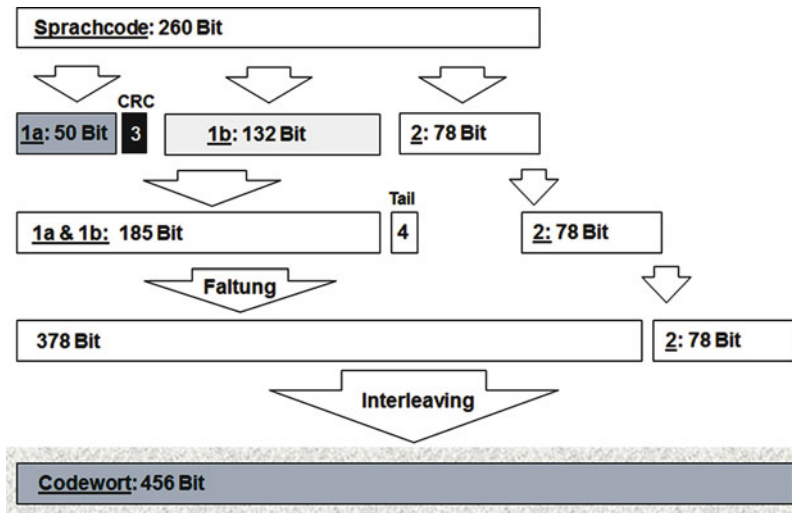 Sprachcode: 260 Bit
CRC
1a: 50 Bit
3
1b: 132 Bit
2: 78 Bit
Tail
1a & 1b: 185 Bit
4
2: 78 Bit
Faltung
378 Bit
2: 78 Bit
Interleaving
Codewort: 456 Bit